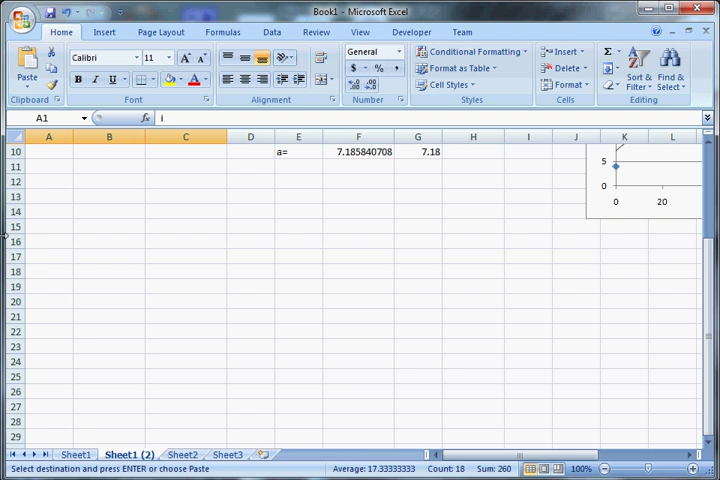 Book1 - Microsoft Excel
Home Insert Page Layout Formulas Data Review View Developer Team
Calibri 11 General Conditional Formatting Insert Σ
Paste B I U A A $ % , Format as Table Delete Sort & Find &
Cell Styles Format Filter Select
Clipboard Font Alignment Number Styles Cells Editing
A1 fx i
A B C D E F G H I J K L
10 a= 7.185840708 7.18
11 5
12 0
13 0 20
14
15
16
17
18
19
20
21
22
23
24
25
26
27
28
29
Sheet1 Sheet1 (2) Sheet2 Sheet3
Select destination and press ENTER or choose Paste Average: 17.33333333 Count: 18 Sum: 260 100%